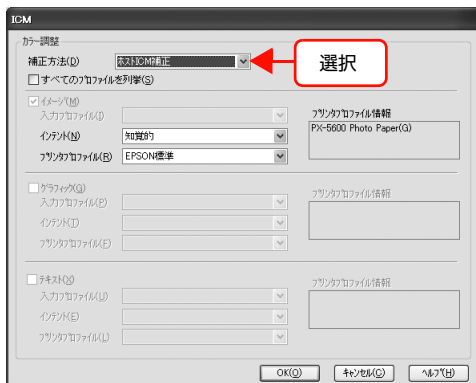 ICM
カラー調整
補正方法(D) ホストICM補正
選択
すべてのプロファイルを列挙(S)
イメージ(M)
入力プロファイル(I)
インテント(N) 知覚的
プリンタプロファイル(R) EPSON標準
プリンタプロファイル情報
PX-5600 Photo Paper(G)
グラフィック(G)
入力プロファイル(P)
インテント(T)
プリンタプロファイル(F)
プリンタプロファイル情報
テキスト(X)
入力プロファイル(U)
インテント(E)
プリンタプロファイル(L)
プリンタプロファイル情報
OK(O) キャンセル(C) ヘルプ(H)